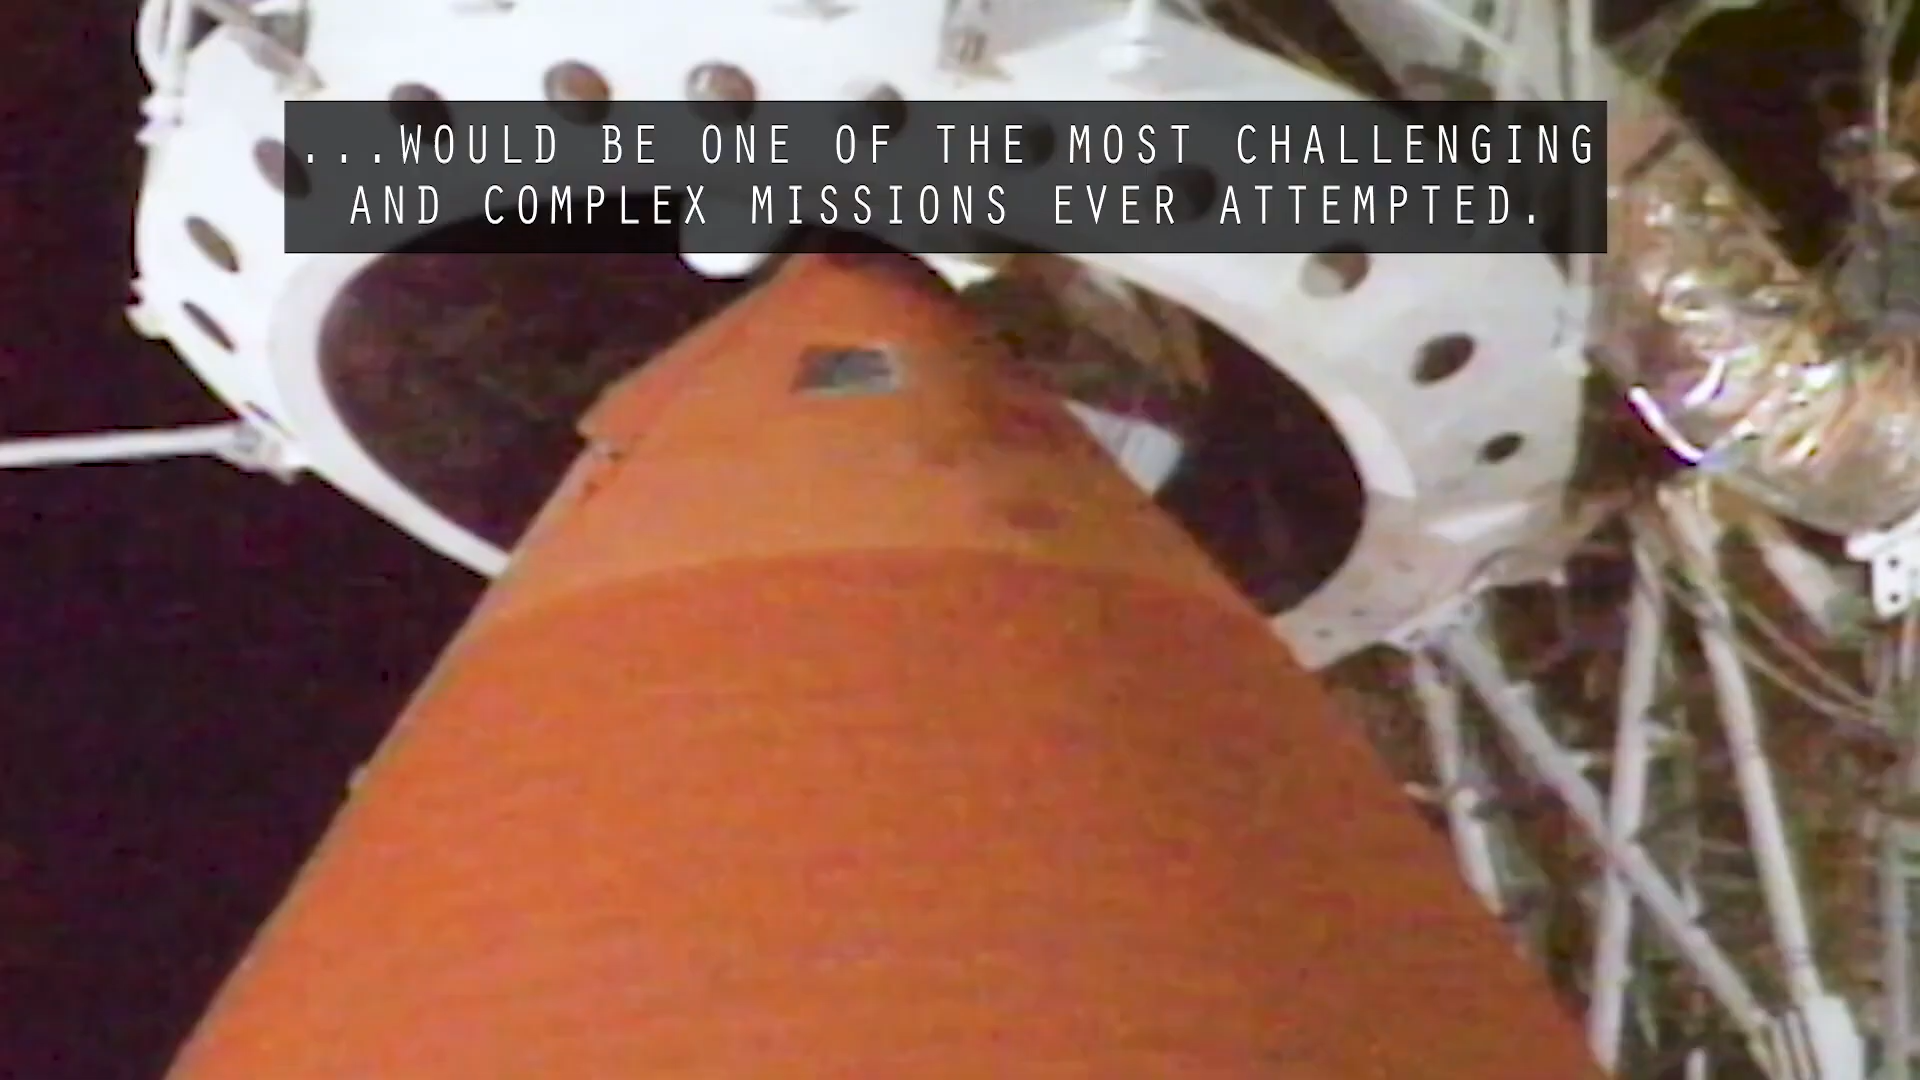 ...WOULD BE ONE OF THE MOST CHALLENGING
AND COMPLEX MISSIONS EVER ATTEMPTED.